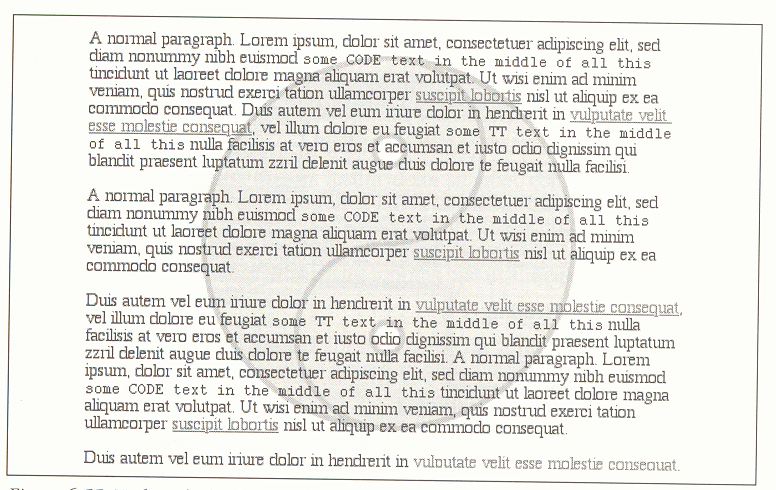 A normal paragraph. Lorem ipsum, dolor sit amet, consectetuer adipiscing elit, sed
diam nonummy nibh euismod some CODE text in the middle of all this
tincidunt ut laoreet dolore magna aliquam erat volutpat. Ut wisi enim ad minim
veniam, quis nostrud exerci tation ullamcorper suscipit lobortis nisl ut aliquip ex ea
commodo consequat. Duis autem vel eum iriure dolor in hendrerit in vulputate velit
esse molestie consequat, vel illum dolore eu feugiat some TT text in the middle
of all this nulla facilisis at vero eros et accumsan et iusto odio dignissim qui
blandit praesent luptatum zzril delenit augue duis dolore te feugait nulla facilisi.
A normal paragraph. Lorem ipsum, dolor sit amet, consectetuer adipiscing elit, sed
diam nonummy nibh euismod some CODE text in the middle of all this
tincidunt ut laoreet dolore magna aliquam erat volutpat. Ut wisi enim ad minim
veniam, quis nostrud exerci tation ullamcorper suscipit lobortis nisl ut aliquip ex ea
commodo consequat.
Duis autem vel eum iriure dolor in hendrerit in vulputate velit esse molestie consequat,
vel illum dolore eu feugiat some TT text in the middle of all this nulla
facilisis at vero eros et accumsan et iusto odio dignissim qui blandit praesent luptatum
zzril delenit augue duis dolore te feugait nulla facilisi. A normal paragraph. Lorem
ipsum, dolor sit amet, consectetuer adipiscing elit, sed diam nonummy nibh euismod
some CODE text in the middle of all this tincidunt ut laoreet dolore magna
aliquam erat volutpat. Ut wisi enim ad minim veniam, quis nostrud exerci tation
ullamcorper suscipit lobortis nisl ut aliquip ex ea commodo consequat.
Duis autem vel eum iriure dolor in hendrerit in vulputate velit esse molestie consequat.